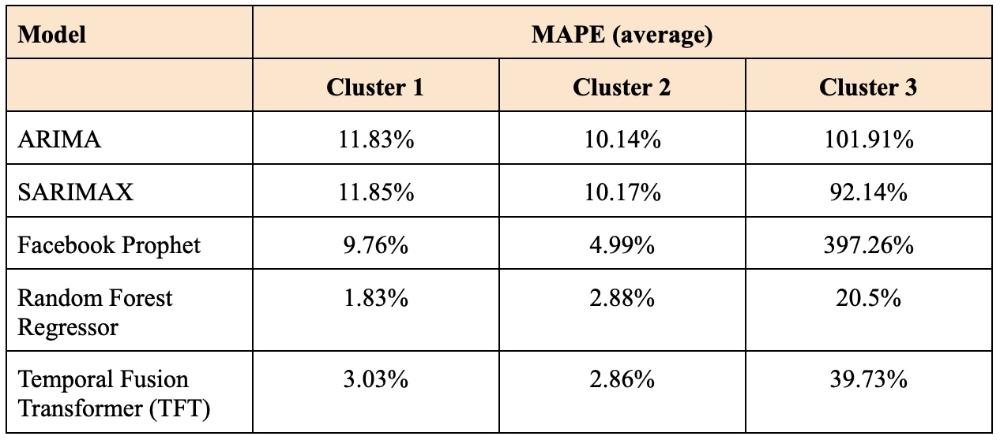 Model MAPE (average)
Cluster 1 Cluster 2 Cluster 3
ARIMA 11.83% 10.14% 101.91%
SARIMAX 11.85% 10.17% 92.14%
Facebook Prophet 9.76% 4.99% 397.26%
Random Forest 1.83% 2.88% 20.5%
Regressor
Temporal Fusion 3.03% 2.86% 39.73%
Transformer (TFT)